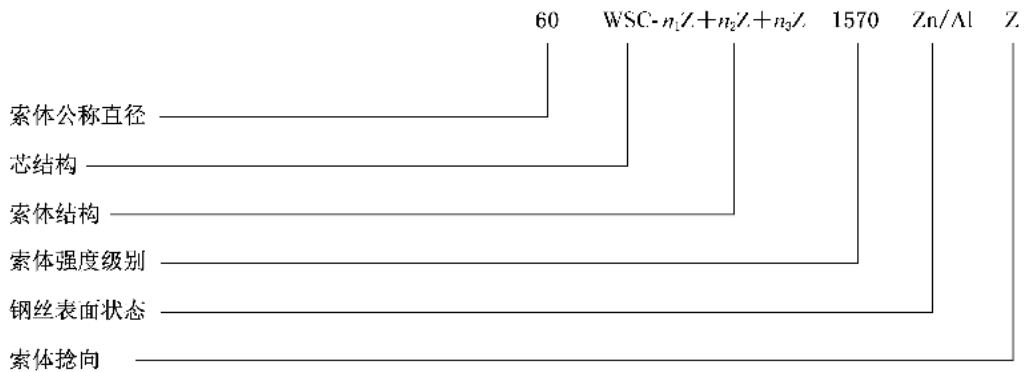 60 WSC-n₁Z+n₂Z+n₃Z 1570 Zn/Al Z
索体公称直径
芯结构
索体结构
索体强度级别
钢丝表面状态
索体捻向